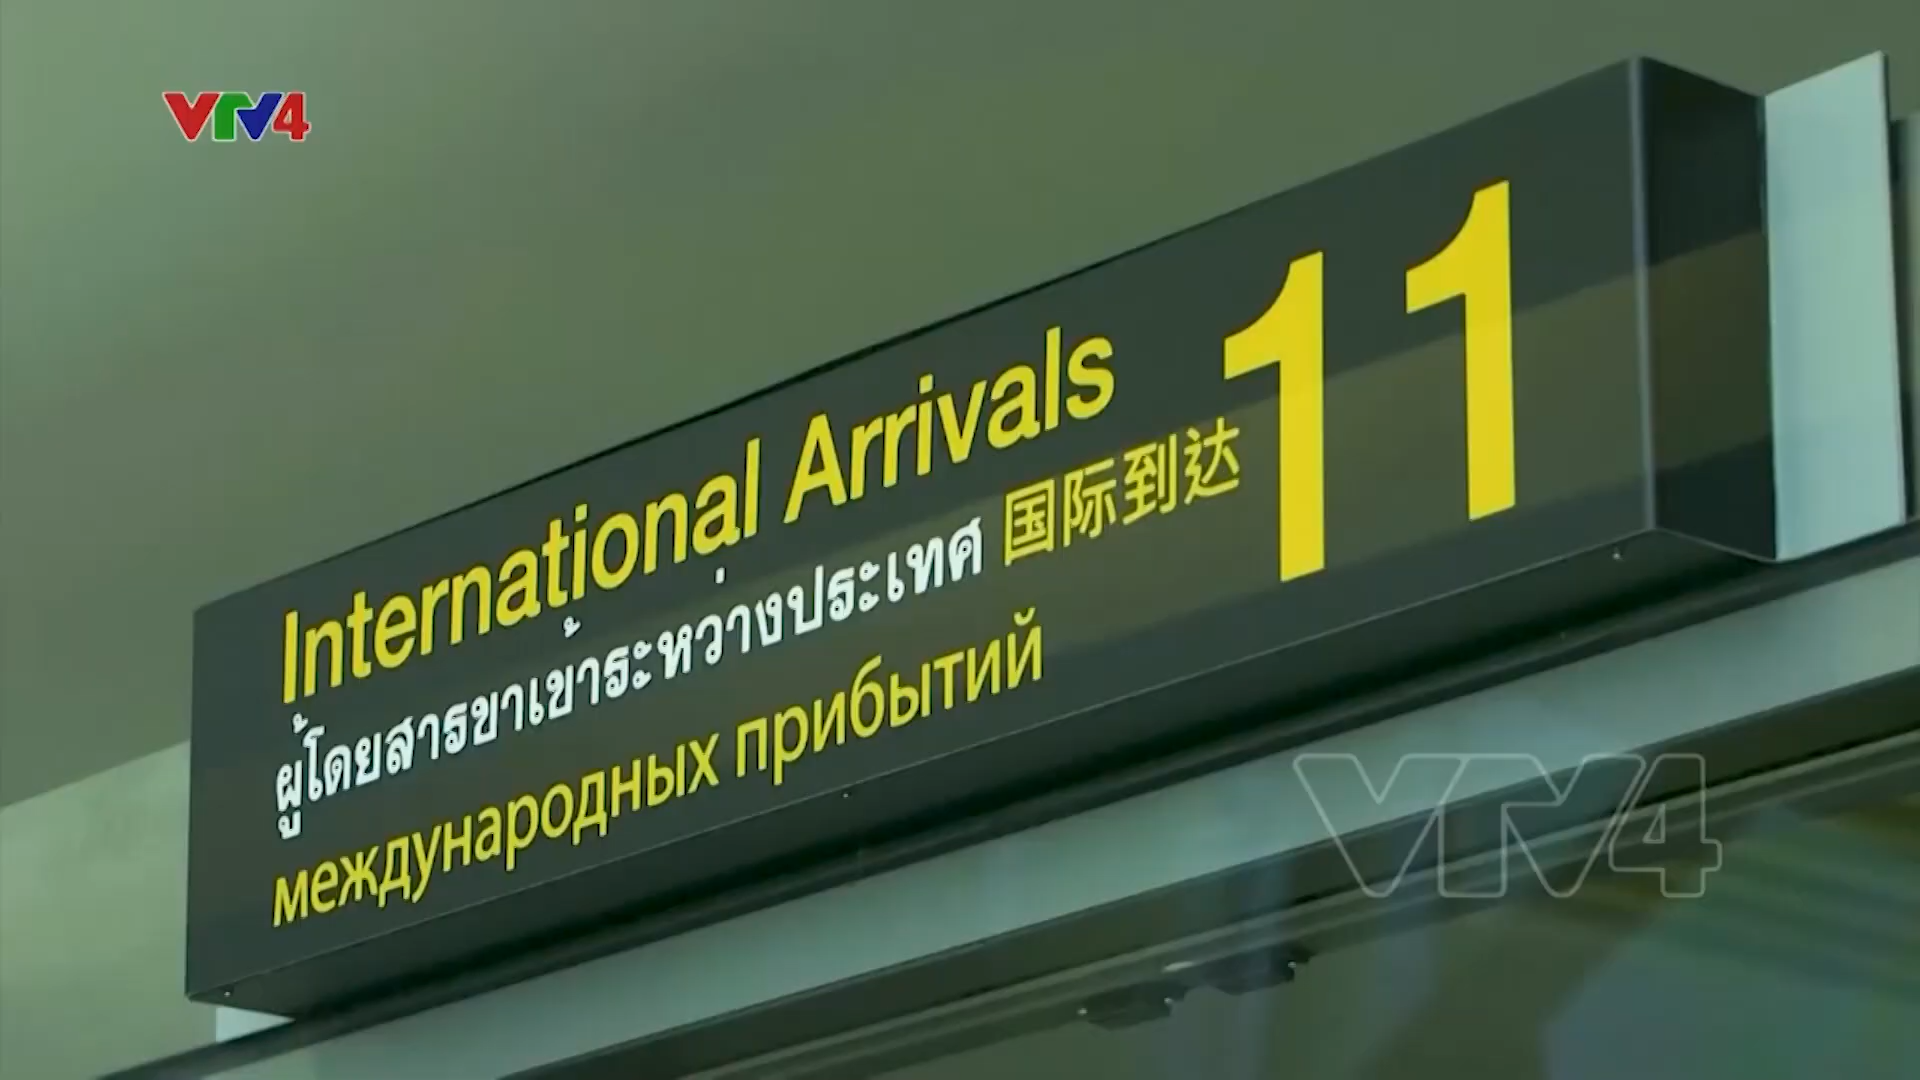 VTV4
International Arrivals
ผู้โดยสารขาเข้าระหว่างประเทศ 国际到达
международных прибытий
11
VTV4